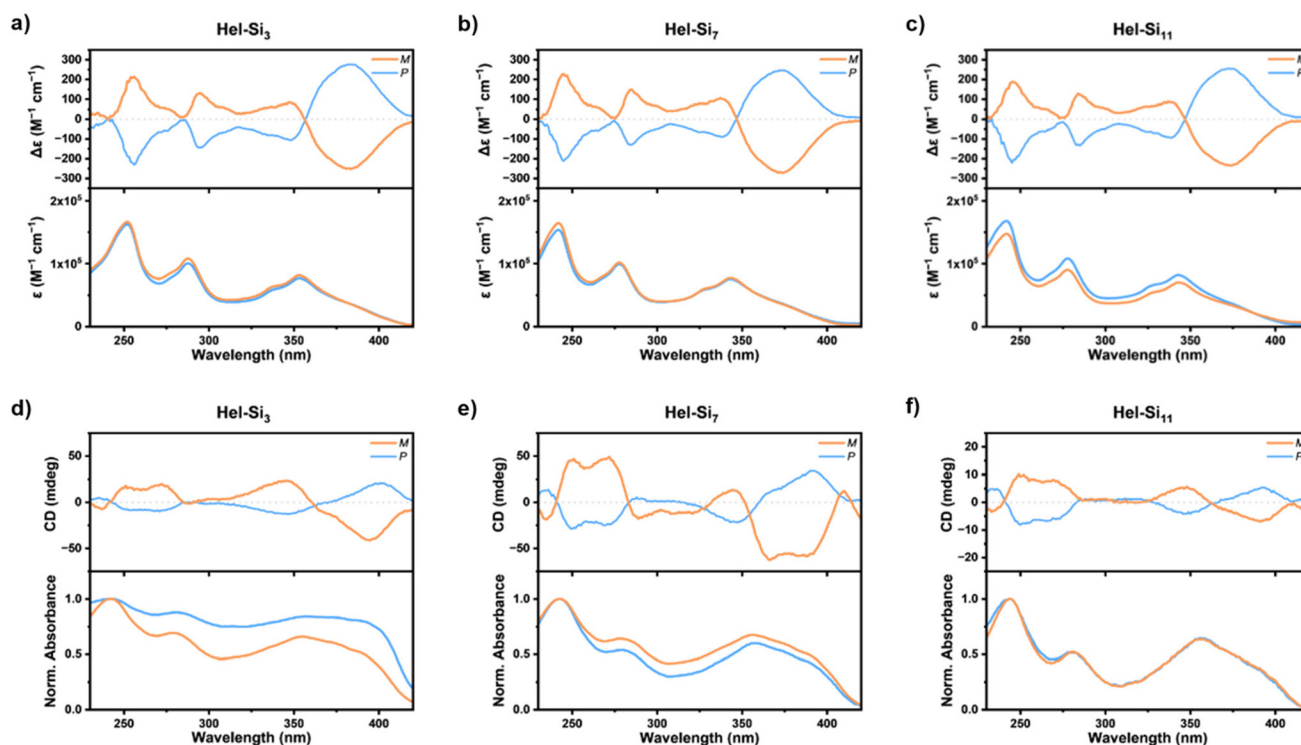 a)
Hel-Si₃
300
200
100
0
−100
−200
−300
Δε (M⁻¹ cm⁻¹)
M
P
2x10⁵
1x10⁵
0
ε (M⁻¹ cm⁻¹)
250 300 350 400
Wavelength (nm)
b)
Hel-Si₇
300
200
100
0
−100
−200
−300
Δε (M⁻¹ cm⁻¹)
M
P
2x10⁵
1x10⁵
0
ε (M⁻¹ cm⁻¹)
250 300 350 400
Wavelength (nm)
c)
Hel-Si₁₁
300
200
100
0
−100
−200
−300
Δε (M⁻¹ cm⁻¹)
M
2x10⁵
1x10⁵
0
ε (M⁻¹ cm⁻¹)
250 300 350 400
Wavelength (nm)
d)
Hel-Si₃
50
0
−50
CD (mdeg)
M
P
1.0
0.5
0.0
Norm. Absorbance
250 300 350 400
Wavelength (nm)
e)
Hel-Si₇
50
0
−50
CD (mdeg)
M
P
1.0
0.5
0.0
Norm. Absorbance
250 300 350 400
Wavelength (nm)
f)
Hel-Si₁₁
20
10
0
−10
−20
CD (mdeg)
M
P
1.0
0.5
0.0
Norm. Absorbance
250 300 350 400
Wavelength (nm)